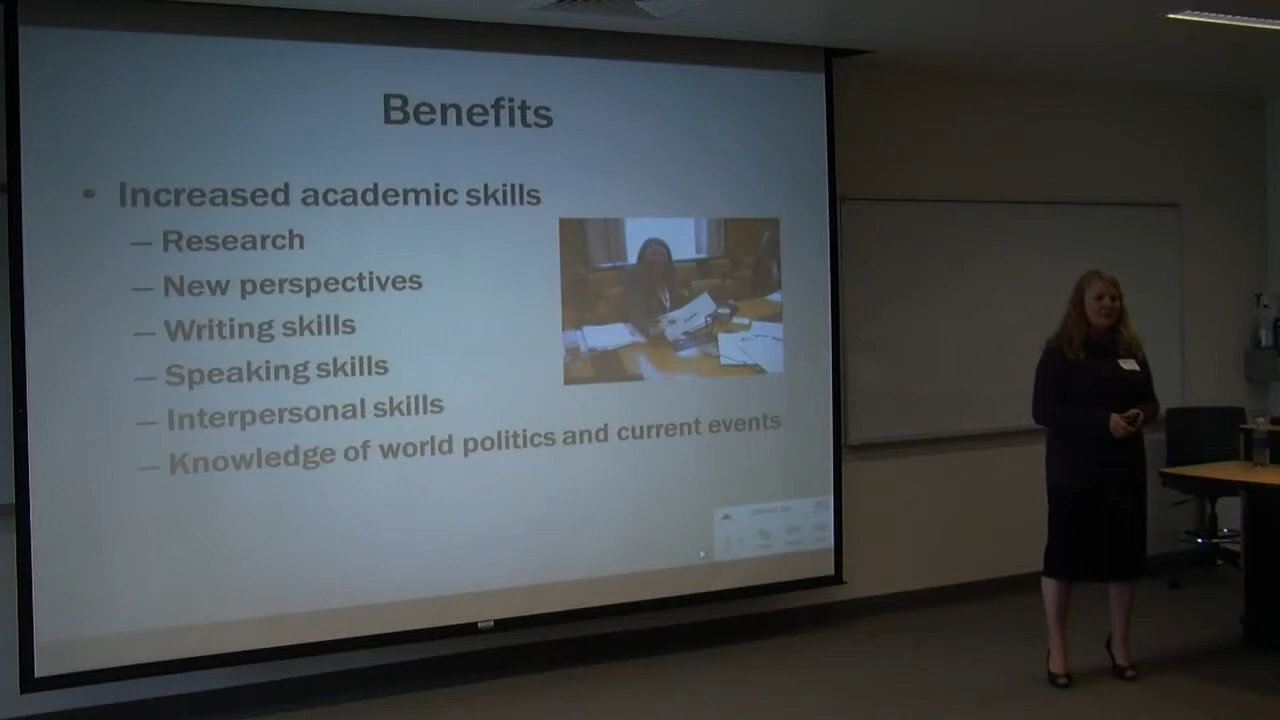 Benefits
• Increased academic skills
– Research
– New perspectives
– Writing skills
– Speaking skills
– Interpersonal skills
– Knowledge of world politics and current events